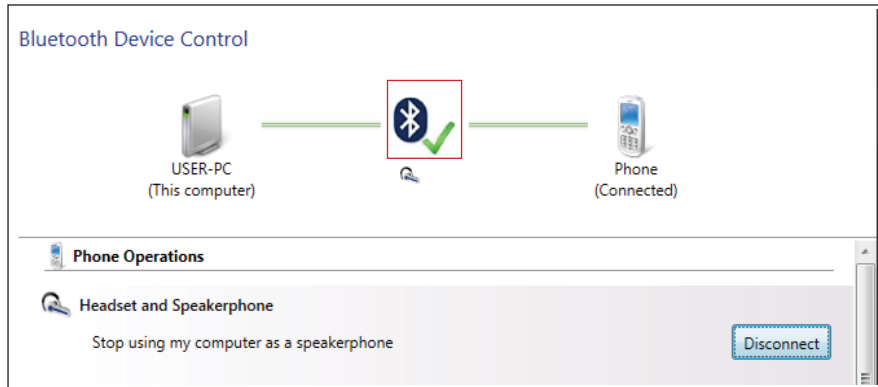 Bluetooth Device Control
USER-PC
(This computer)
Phone
(Connected)
Phone Operations
Headset and Speakerphone
Stop using my computer as a speakerphone
Disconnect